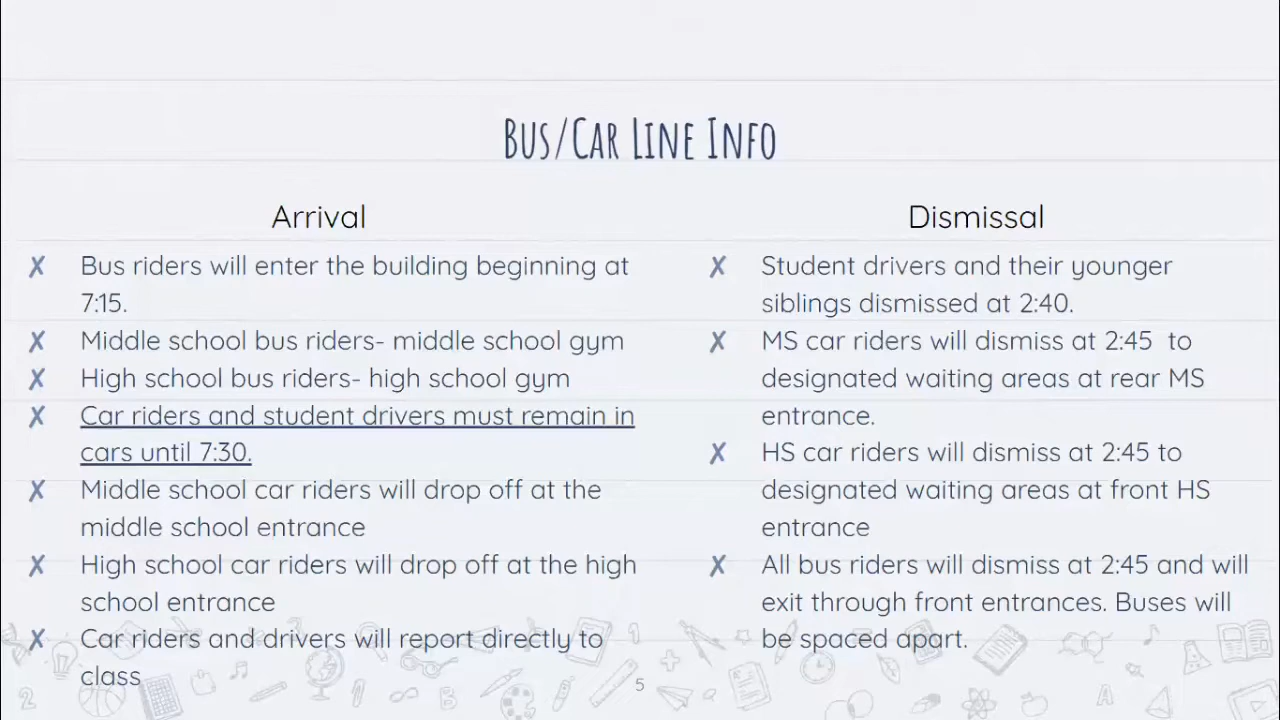 Bus/Car Line Info
Arrival
Bus riders will enter the building beginning at
7:15.
Middle school bus riders- middle school gym
High school bus riders- high school gym
Car riders and student drivers must remain in
cars until 7:30.
Middle school car riders will drop off at the
middle school entrance
High school car riders will drop off at the high
school entrance
Car riders and drivers will report directly to
class
Dismissal
Student drivers and their younger
siblings dismissed at 2:40.
MS car riders will dismiss at 2:45  to
designated waiting areas at rear MS
entrance.
HS car riders will dismiss at 2:45 to
designated waiting areas at front HS
entrance
All bus riders will dismiss at 2:45 and will
exit through front entrances. Buses will
be spaced apart.
5